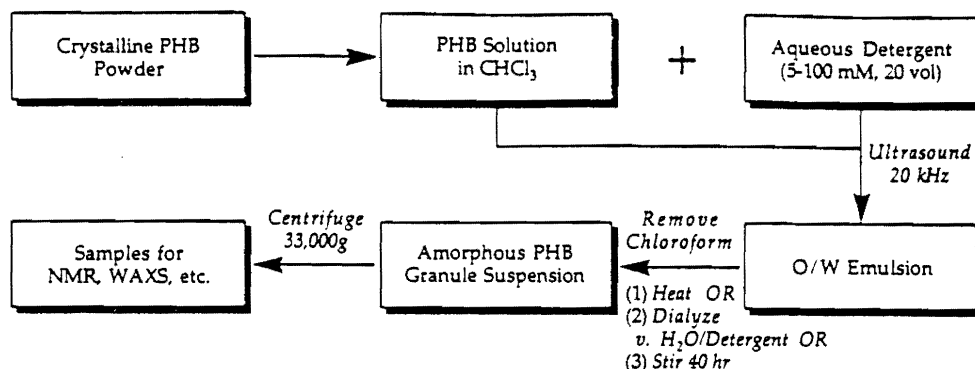 Crystalline PHB
Powder
PHB Solution
in CHCl₃
+
Aqueous Detergent
(5-100 mM, 20 vol)
Ultrasound
20 kHz
O/W Emulsion
Remove
Chloroform
(1) Heat OR
(2) Dialyze
v. H₂O/Detergent OR
(3) Stir 40 hr
Amorphous PHB
Granule Suspension
Centrifuge
33,000g
Samples for
NMR, WAXS, etc.